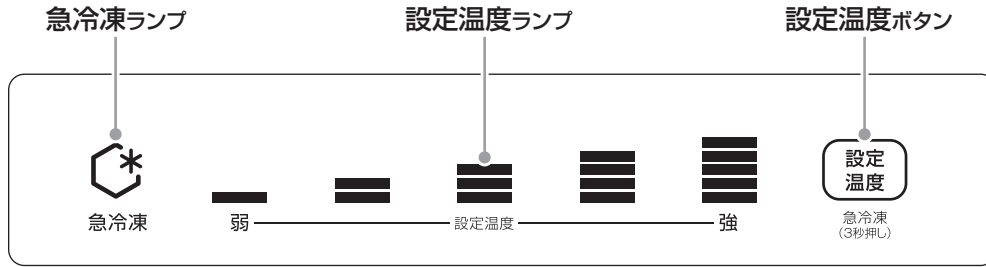 急冷凍ランプ
設定温度ランプ
設定温度ボタン
急冷凍
弱
設定温度
強
設定
温度
急冷凍
(3秒押し)